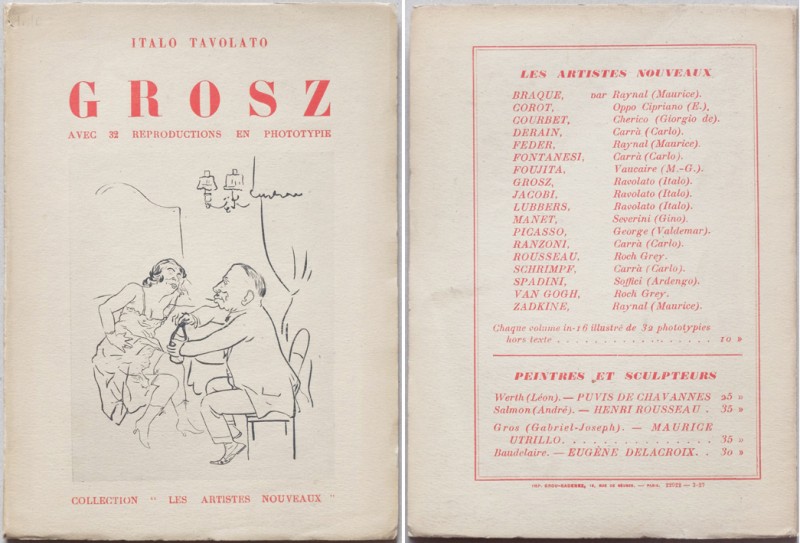 ITALO TAVOLATO
GROSZ
AVEC 32 REPRODUCTIONS EN PHOTOTYPIE
COLLECTION " LES ARTISTES NOUVEAUX "
LES ARTISTES NOUVEAUX
BRAQUE, par Raynal (Maurice).
COROT, Oppo Cipriano (E.),
COURBET, Cherico (Giorgio de).
DERAIN, Carrà (Carlo).
FEDER, Raynal (Maurice).
FONTANESI, Carrà (Carlo).
FOUJITA, Vaucaire (M.-G.).
GROSZ, Ravolato (Italo).
JACOBI, Ravolato (Italo).
LUBBERS, Ravolato (Italo).
MANET, Severini (Gino).
PICASSO, George (Valdemar).
RANZONI, Carrà (Carlo).
ROUSSEAU, Roch Grey.
SCHRIMPF, Carrà (Carlo).
SPADINI, Soffici (Ardengo).
VAN GOGH, Roch Grey.
ZADKINE, Raynal (Maurice).
Chaque volume in-16 illustré de 32 phototypies
hors texte . . . . . . . . . . . . . . . . . 10 »
PEINTRES ET SCULPTEURS
Werth (Léon). — PUVIS DE CHAVANNES 25 »
Salmon (André). — HENRI ROUSSEAU . 35 »
Gros (Gabriel-Joseph). — MAURICE
UTRILLO. . . . . . . . . . . . . . . 35 »
Baudelaire. — EUGÈNE DELACROIX. . 30 »
PARIS.